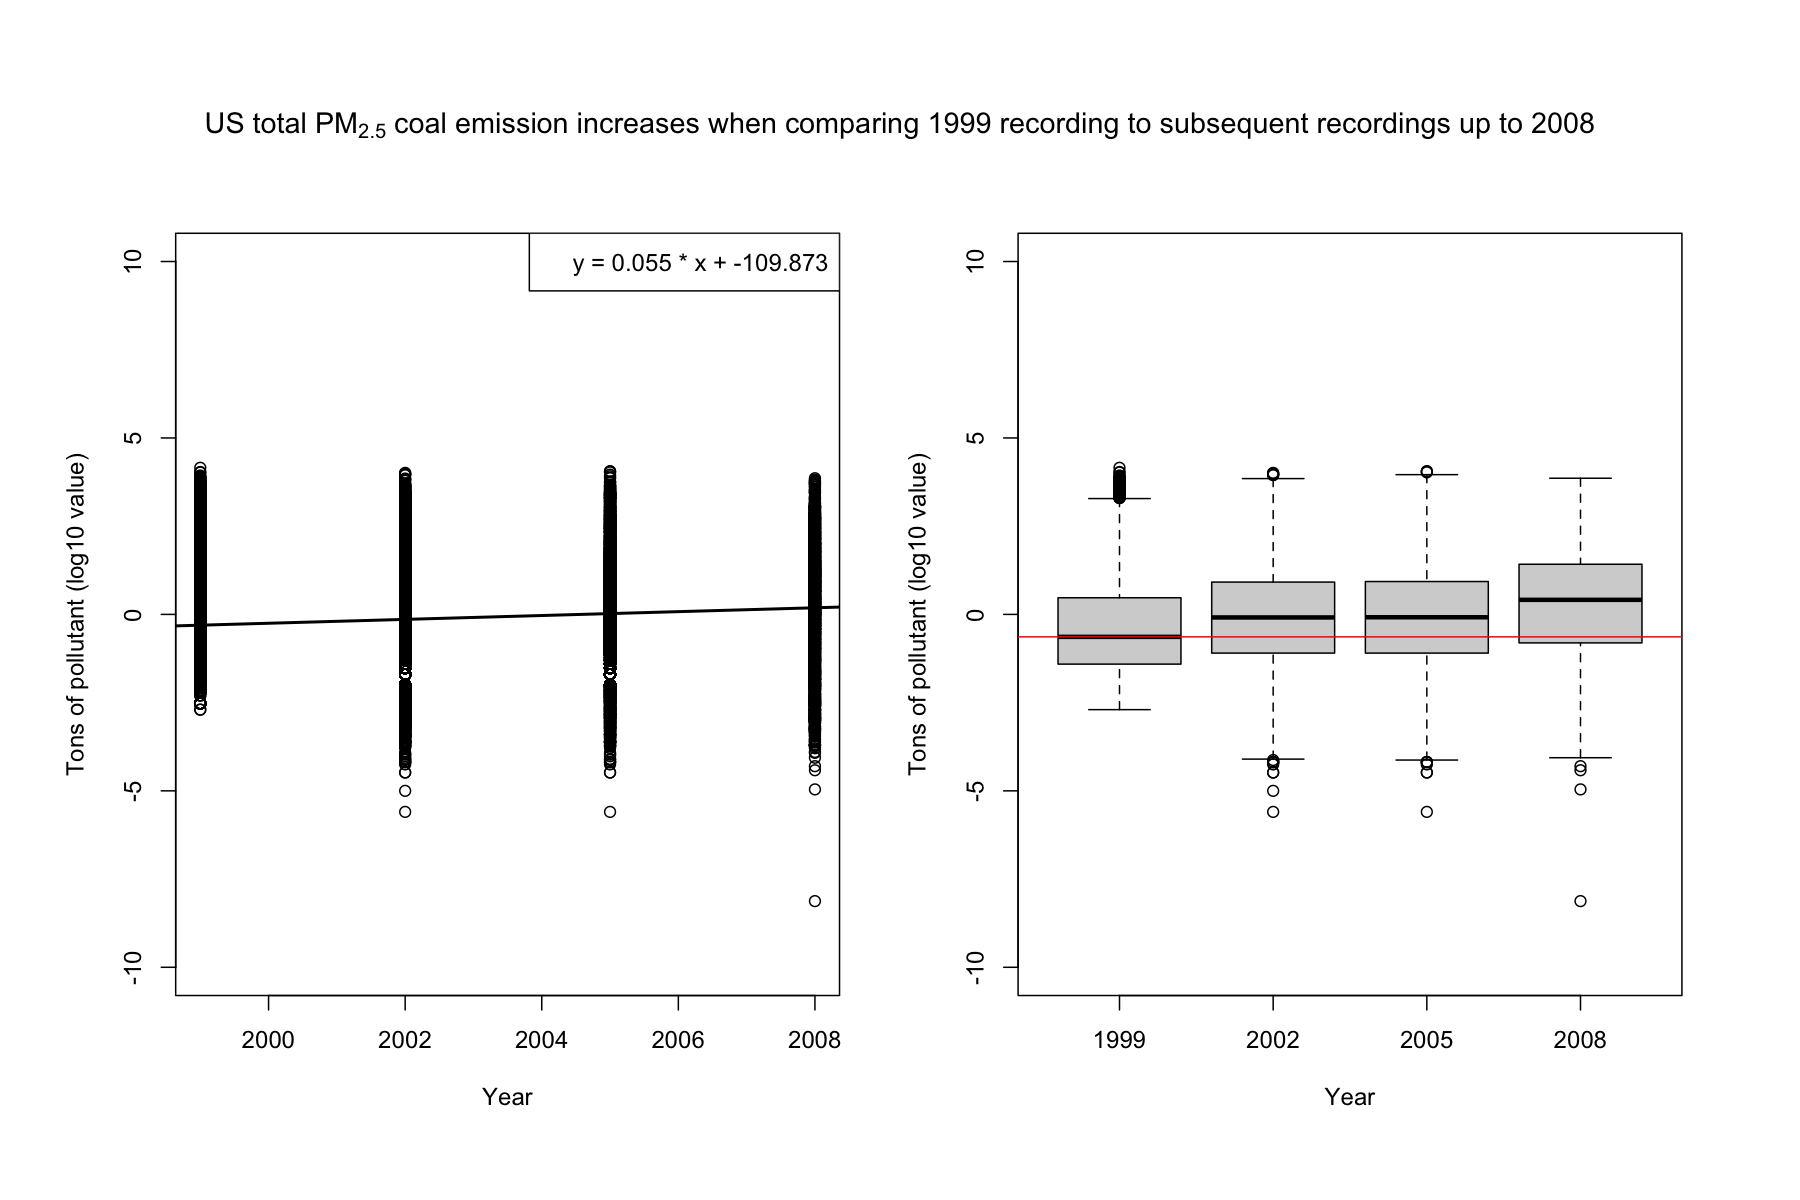 US total PM2.5 coal emission increases when comparing 1999 recording to subsequent recordings up to 2008
y = 0.055 * x + -109.873
Tons of pollutant (log10 value)
10
5
0
-5
-10
2000 2002 2004 2006 2008
Year
Tons of pollutant (log10 value)
10
5
0
-5
-10
1999 2002 2005 2008
Year